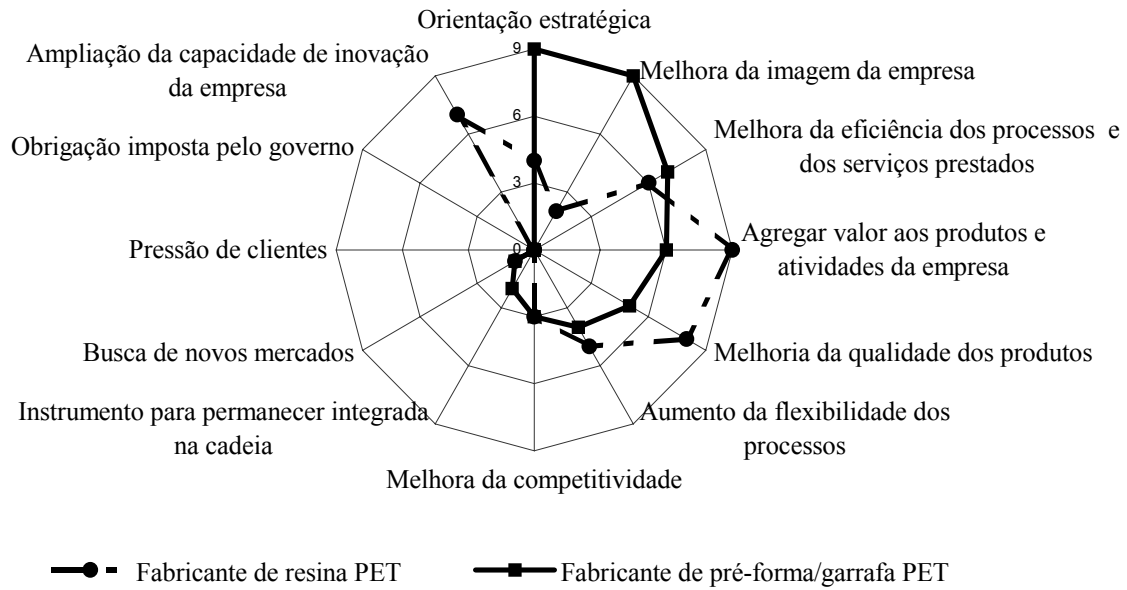 Orientação estratégica
Ampliação da capacidade de inovação
da empresa
9
Melhora da imagem da empresa
6
Obrigação imposta pelo governo
Melhora da eficiência dos processos e
dos serviços prestados
3
Pressão de clientes
0
Agregar valor aos produtos e
atividades da empresa
Busca de novos mercados
Melhoria da qualidade dos produtos
Instrumento para permanecer integrada
na cadeia
Aumento da flexibilidade dos
processos
Melhora da competitividade
Fabricante de resina PET
Fabricante de pré-forma/garrafa PET